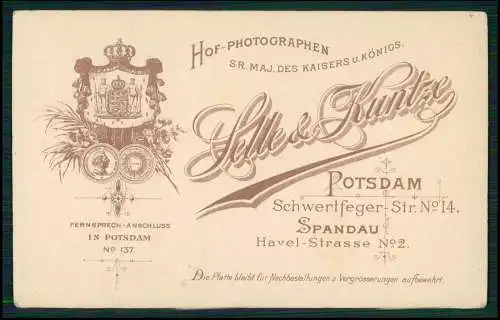 Hof-Photographen
Sr. Maj. des Kaisers u. Königs.
Selle & Kuntze
Potsdam
Schwertfeger-Str. No 14.
Spandau
Havel-Strasse No 2.
Fernsprech-Anschluss
in Potsdam
No 137.
Die Platte bleibt für Nachbestellungen u. Vergrösserungen aufbewahrt.